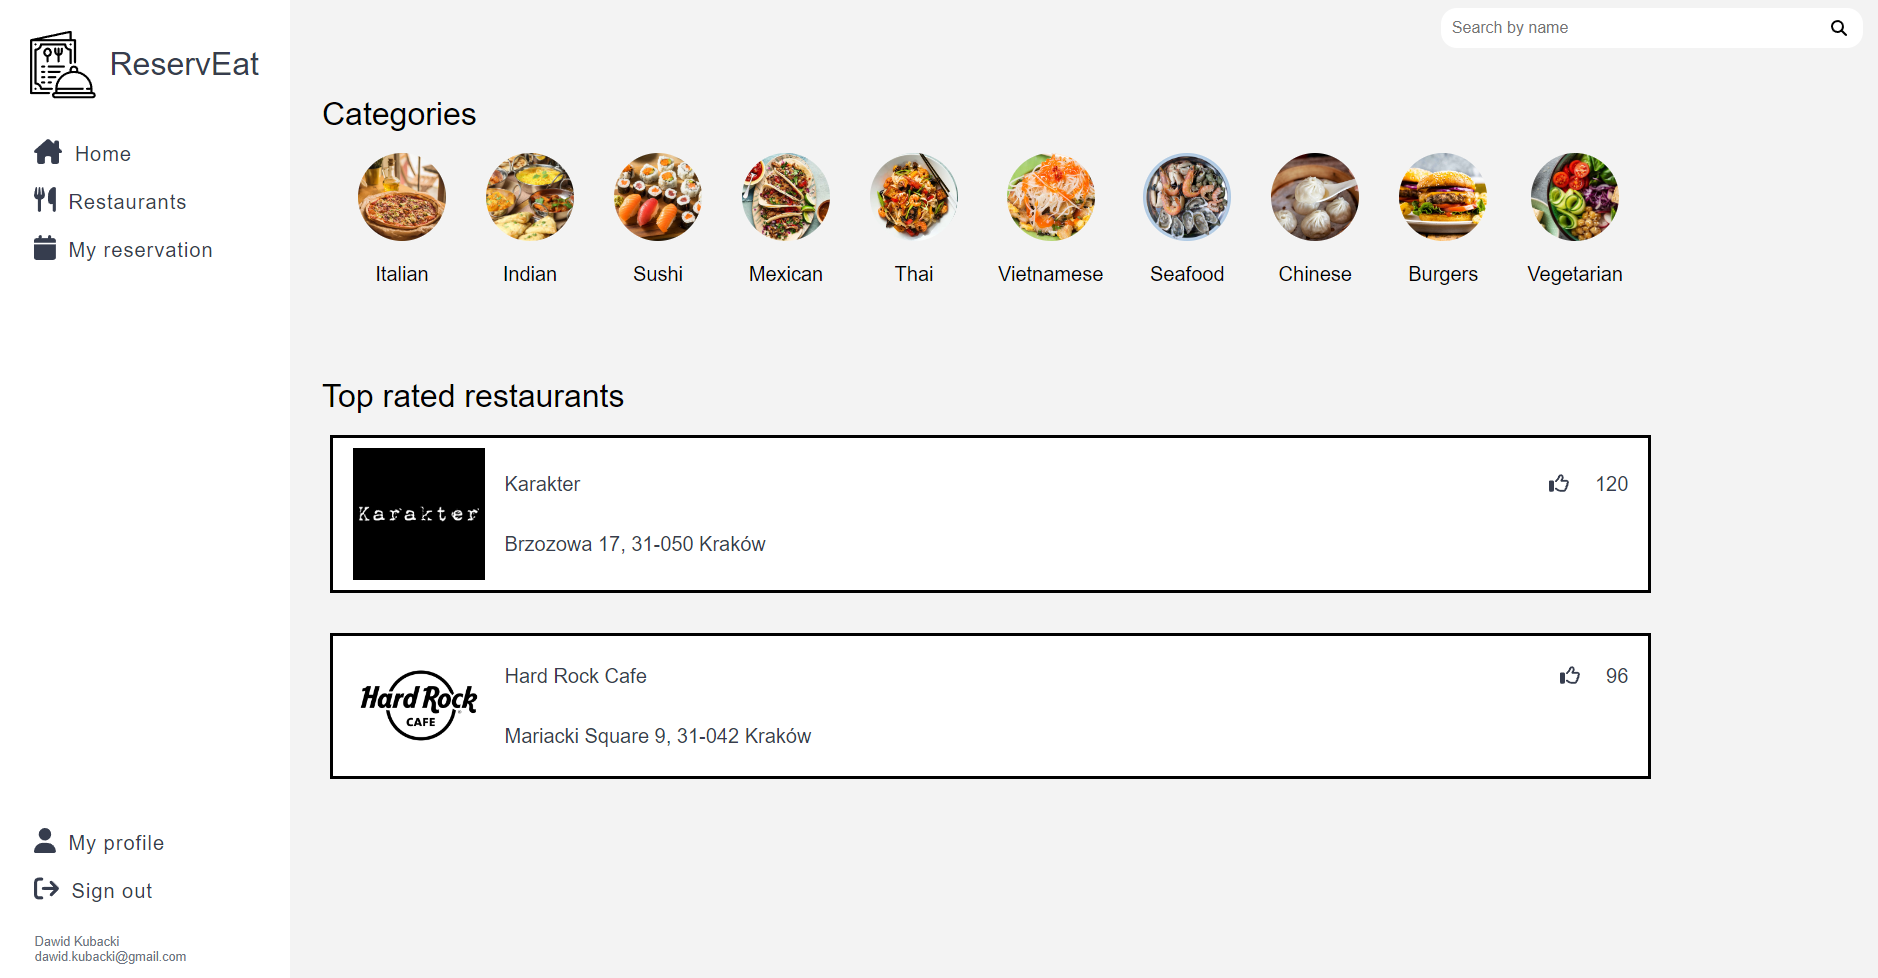 ReservEat
Home
Restaurants
My reservation
My profile
Sign out
Dawid Kubacki
dawid.kubacki@gmail.com
Search by name
Categories
Italian
Indian
Sushi
Mexican
Thai
Vietnamese
Seafood
Chinese
Burgers
Vegetarian
Top rated restaurants
Karakter
Karakter
120
Brzozowa 17, 31-050 Kraków
Hard Rock
CAFE
Hard Rock Cafe
96
Mariacki Square 9, 31-042 Kraków